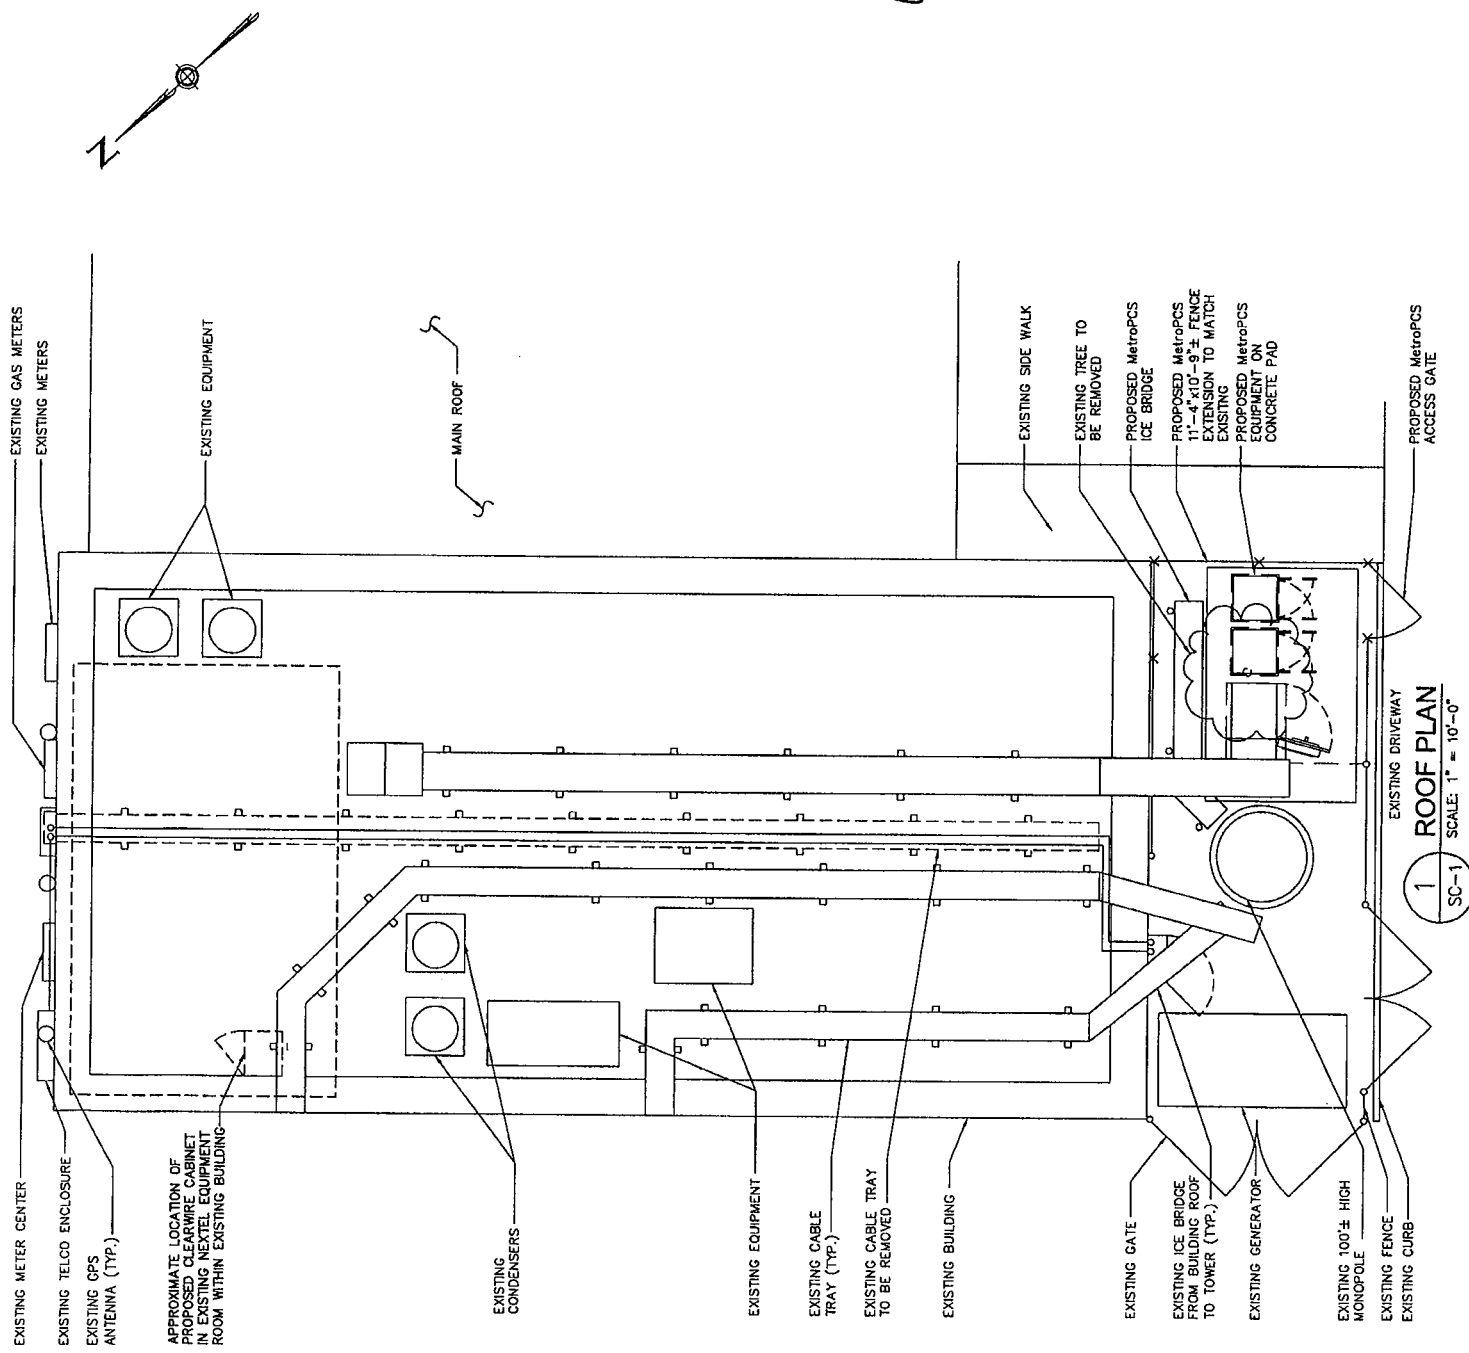 N
EXISTING GAS METERS
EXISTING METERS
EXISTING EQUIPMENT
MAIN ROOF
EXISTING SIDE WALK
EXISTING TREE TO
BE REMOVED
PROPOSED MetroPCS
ICE BRIDGE
PROPOSED MetroPCS
11'-4"x10'-9"± FENCE
EXTENSION TO MATCH
EXISITNG
PROPOSED MetroPCS
EQUIPMENT ON
CONCRETE PAD
PROPOSED MetroPCS
ACCESS GATE
EXISTING METER CENTER
EXISTING TELCO ENCLOSURE
EXISTING GPS
ANTENNA (TYP.)
APPROXIMATE LOCATION OF
PROPOSED CLEARWIRE CABINET
IN EXISTING NEXTEL EQUIPMENT
ROOM WITHIN EXISTING BUILDING
EXISTING
CONDENSERS
EXISTING EQUIPMENT
EXISTING CABLE
TRAY (TYP.)
EXISTING CABLE TRAY
TO BE REMOVED
EXISTING BUILDING
EXISTING GATE
EXISTING ICE BRIDGE
FROM BUILDING ROOF
TO TOWER (TYP.)
EXISTING GENERATOR
EXISTING 100'± HIGH
MONOPOLE
EXISTING FENCE
EXISTING CURB
EXISTING DRIVEWAY
1
SC-1
ROOF PLAN
SCALE: 1" = 10'-0"